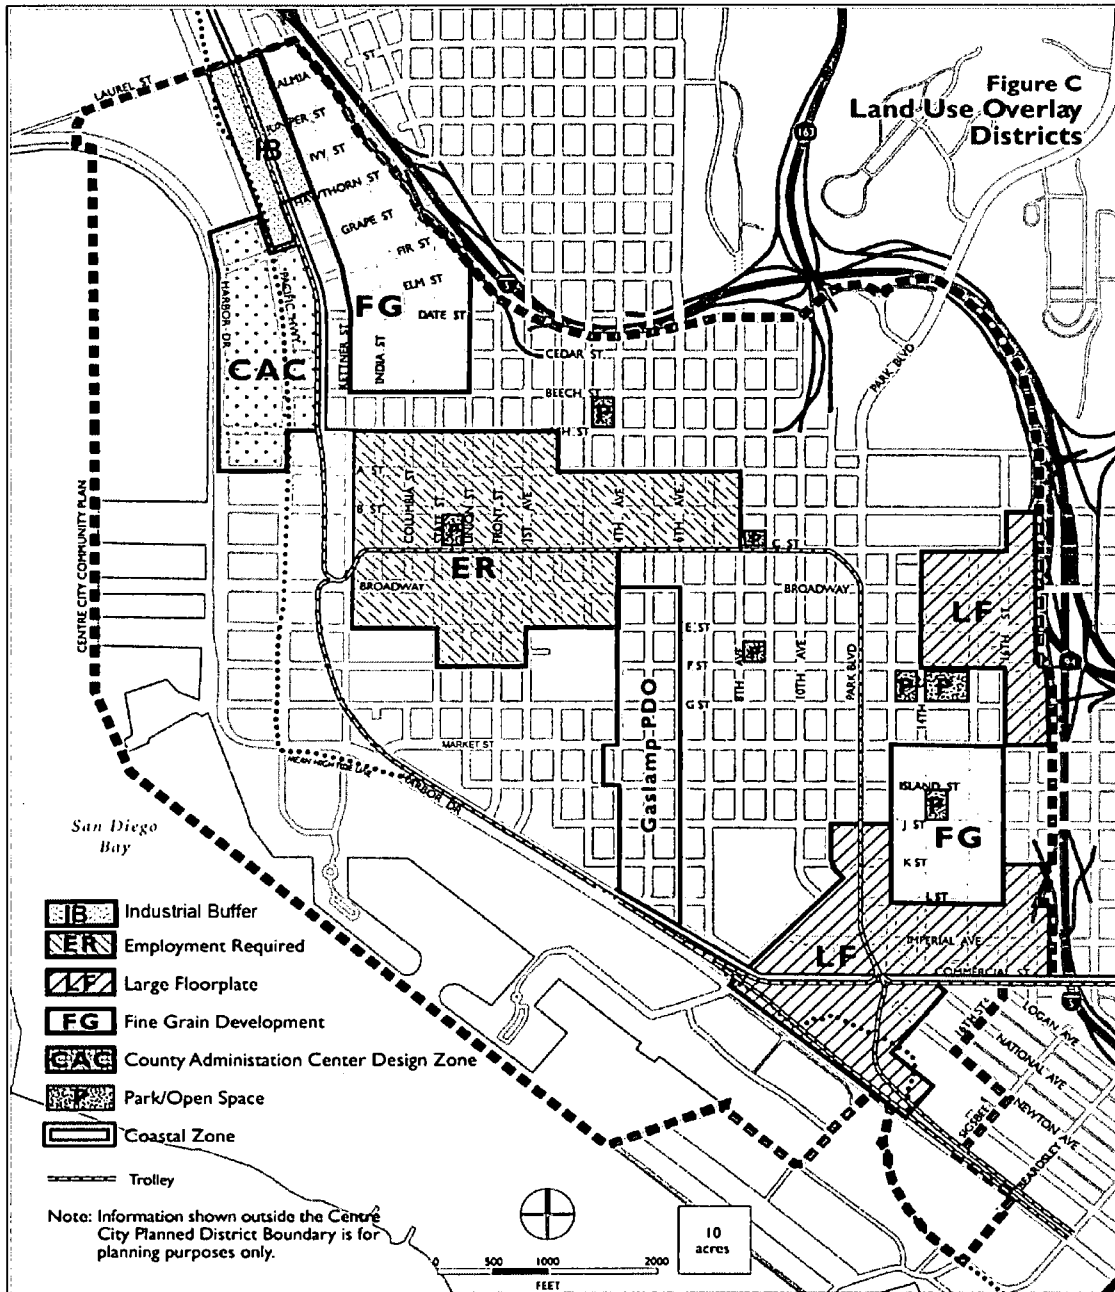 Figure C
Land Use Overlay
Districts
LAUREL ST
ST
IB
IVY ST
HAWTHORN ST
GRAPE ST
FIR ST
ELM ST
FG
DATE ST
HARBOR DR
KETTNER ST
INDIA ST
CEDAR ST
CAC
BEECH ST
PARK BLVD
P
A ST
B ST
COLUMBIA ST
STATE ST
UNION ST
FRONT ST
1ST AVE
4TH AVE
6TH AVE
P
P
C ST
ER
BROADWAY
BROADWAY
LF
16TH ST
E ST
F ST
G ST
8TH AVE
P
10TH AVE
PARK BLVD
P
P
14TH
CENTRE CITY COMMUNITY PLAN
MARKET ST
MEAN HIGH TIDE LINE
HARBOR DR
Gaslamp PDO
ISLAND ST
P
J ST
FG
K ST
L ST
San Diego
Bay
LF
IMPERIAL AVE
COMMERCIAL ST
5
LOGAN AVE
NATIONAL AVE
NEWTON AVE
SIGSBEE
BEARDSLEY
IB Industrial Buffer
ER Employment Required
LF Large Floorplate
FG Fine Grain Development
CAC County Administation Center Design Zone
P Park/Open Space
Coastal Zone
Trolley
Note: Information shown outside the Centre
City Planned District Boundary is for
planning purposes only.
0 500 1000 2000
FEET
10
acres